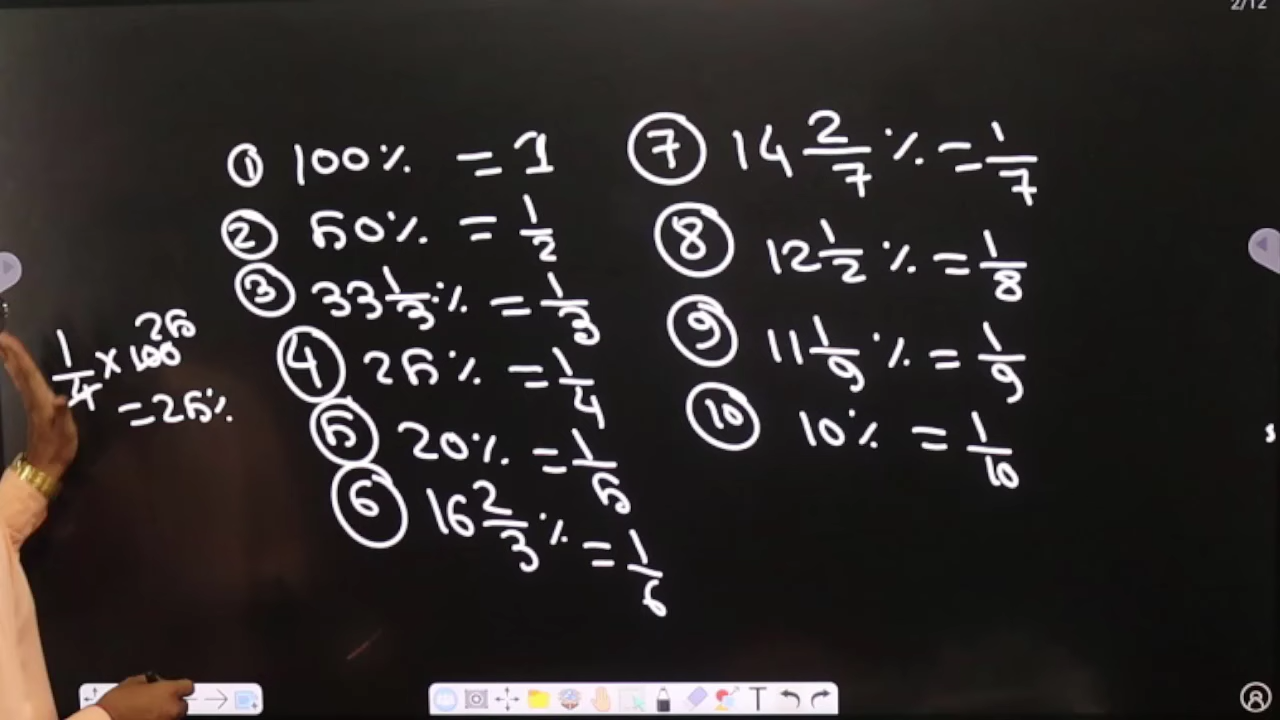 2/12
① 100% = 1
② 50% = 1/2
③ 33 1/3 % = 1/3
④ 25% = 1/4
⑤ 20% = 1/5
⑥ 16 2/3 % = 1/6
1/4 × 100 25
= 25%
⑦ 14 2/7 % = 1/7
⑧ 12 1/2 % = 1/8
⑨ 11 1/9 % = 1/9
⑩ 10% = 1/10
T